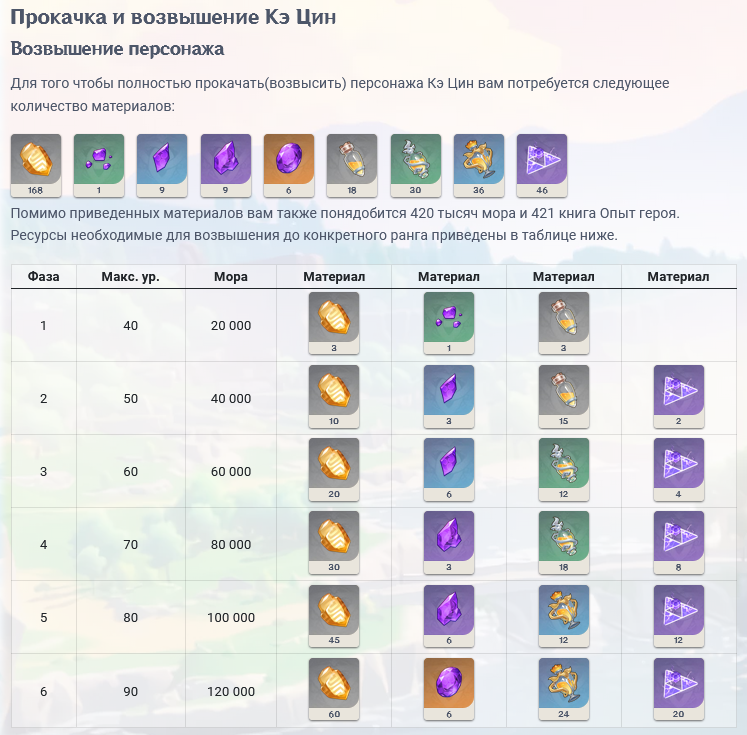 Прокачка и возвышение Кэ Цин
Возвышение персонажа
Для того чтобы полностью прокачать(возвысить) персонажа Кэ Цин вам потребуется следующее
количество материалов:
168 1 9 9 6 18 30 36 46
Помимо приведенных материалов вам также понядобится 420 тысяч мора и 421 книга Опыт героя.
Ресурсы необходимые для возвышения до конкретного ранга приведены в таблице ниже.
Фаза Макс. ур. Мора Материал Материал Материал Материал
1 40 20 000 3 1 3
2 50 40 000 10 3 15 2
3 60 60 000 20 6 12 4
4 70 80 000 30 3 18 8
5 80 100 000 45 6 12 12
6 90 120 000 60 6 24 20